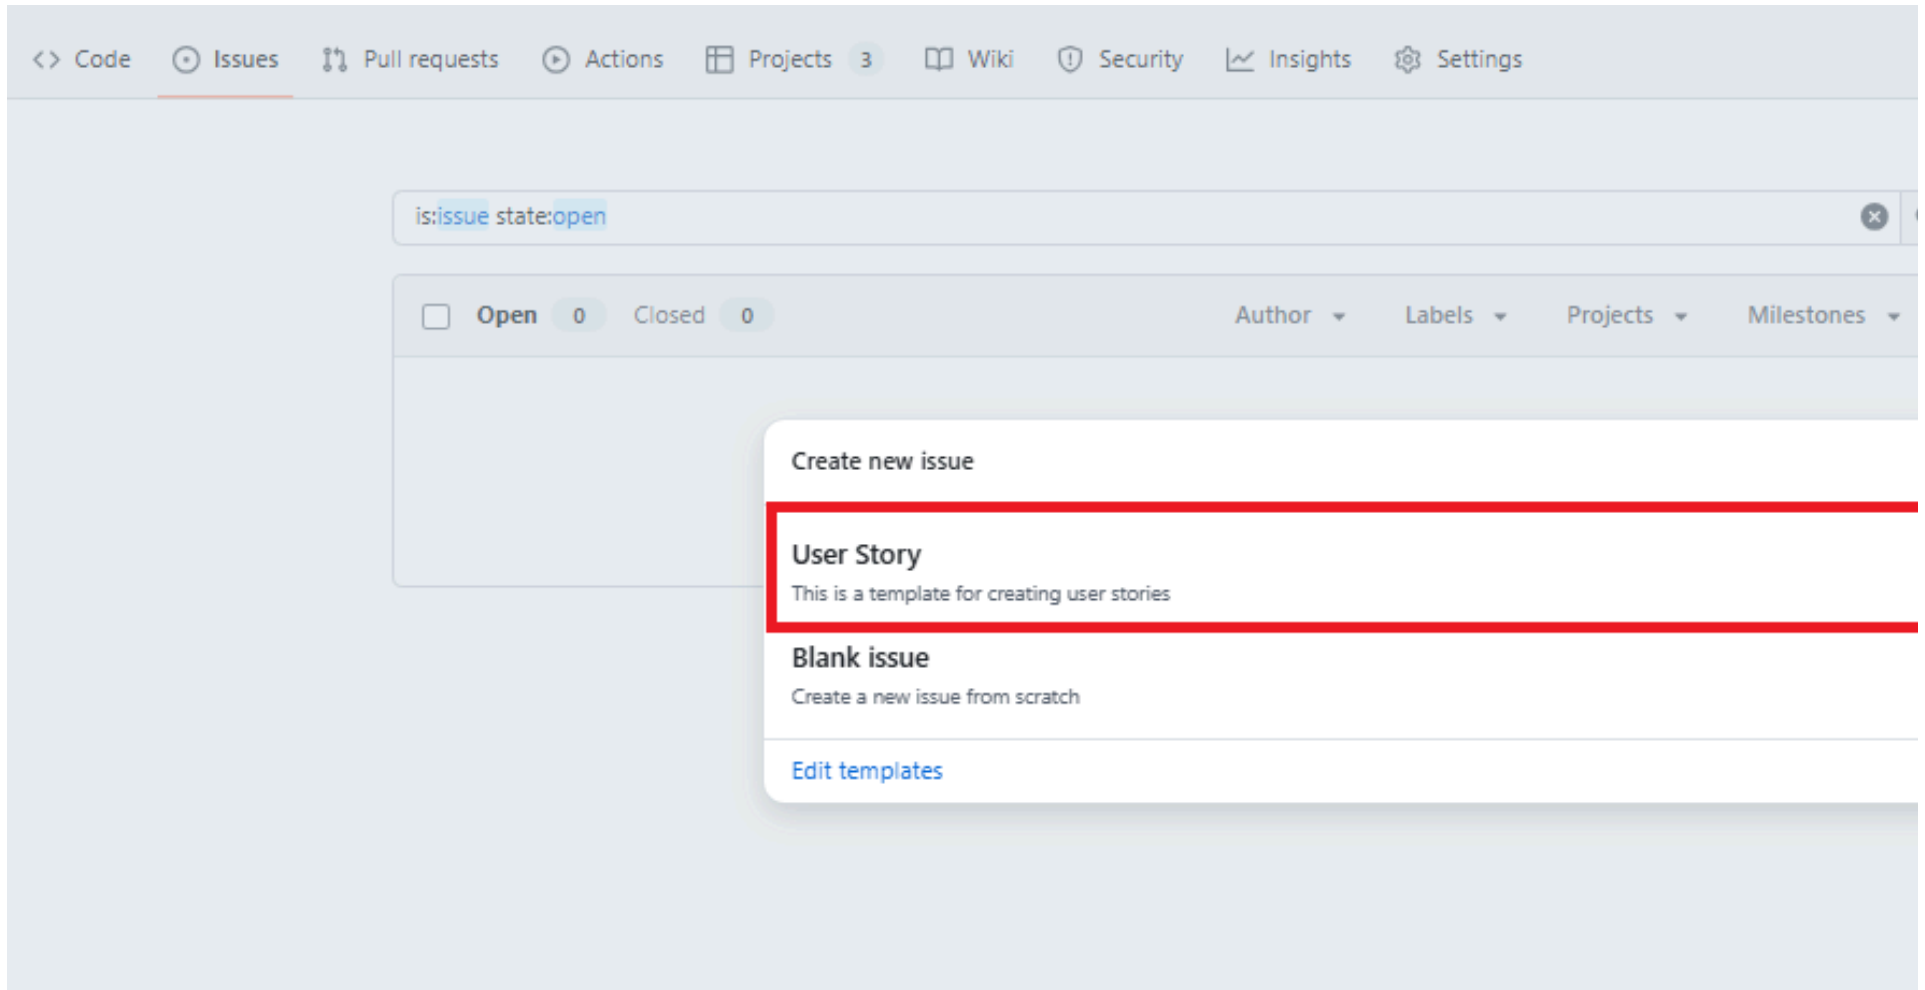 Code Issues Pull requests Actions Projects 3 Wiki Security Insights Settings
is:issue state:open
Open 0 Closed 0 Author Labels Projects Milestones
Create new issue
User Story
This is a template for creating user stories
Blank issue
Create a new issue from scratch
Edit templates